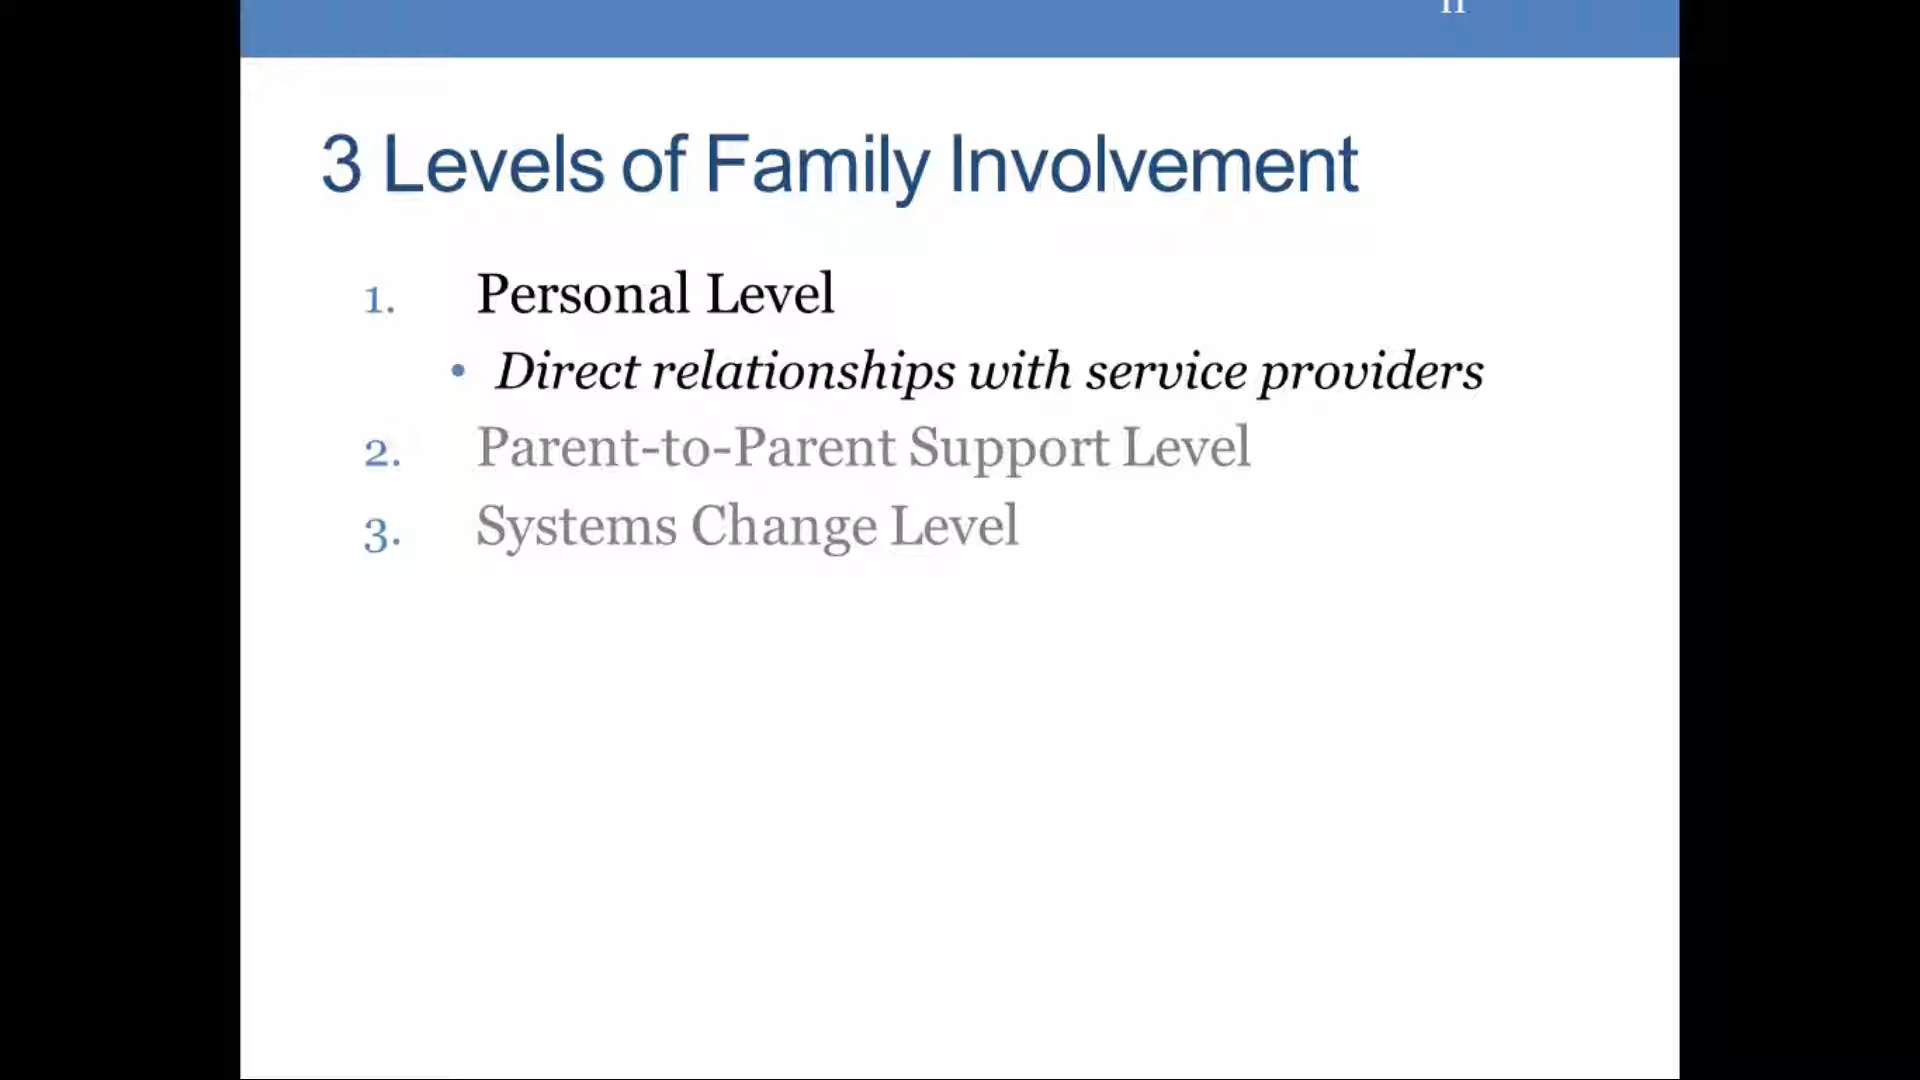 3 Levels of Family Involvement
1. Personal Level
• Direct relationships with service providers
2. Parent-to-Parent Support Level
3. Systems Change Level